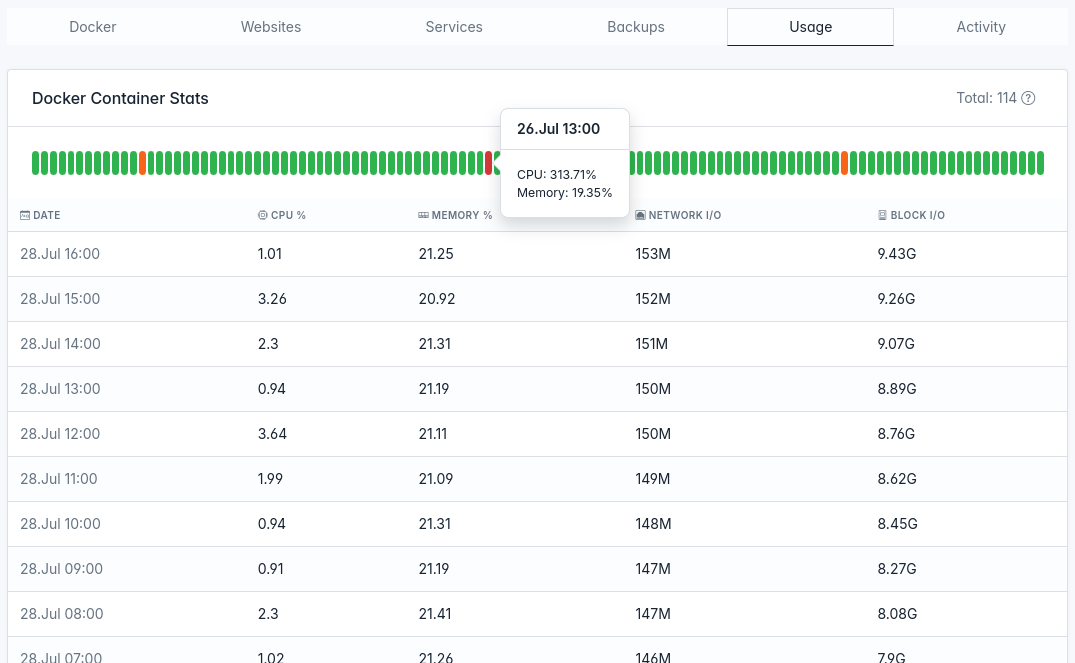 Docker Websites Services Backups Usage Activity
Docker Container Stats Total: 114
26.Jul 13:00
CPU: 313.71%
Memory: 19.35%
DATE CPU % MEMORY % NETWORK I/O BLOCK I/O
28.Jul 16:00 1.01 21.25 153M 9.43G
28.Jul 15:00 3.26 20.92 152M 9.26G
28.Jul 14:00 2.3 21.31 151M 9.07G
28.Jul 13:00 0.94 21.19 150M 8.89G
28.Jul 12:00 3.64 21.11 150M 8.76G
28.Jul 11:00 1.99 21.09 149M 8.62G
28.Jul 10:00 0.94 21.31 148M 8.45G
28.Jul 09:00 0.91 21.19 147M 8.27G
28.Jul 08:00 2.3 21.41 147M 8.08G
28.Jul 07:00 1.02 21.26 146M 7.9G